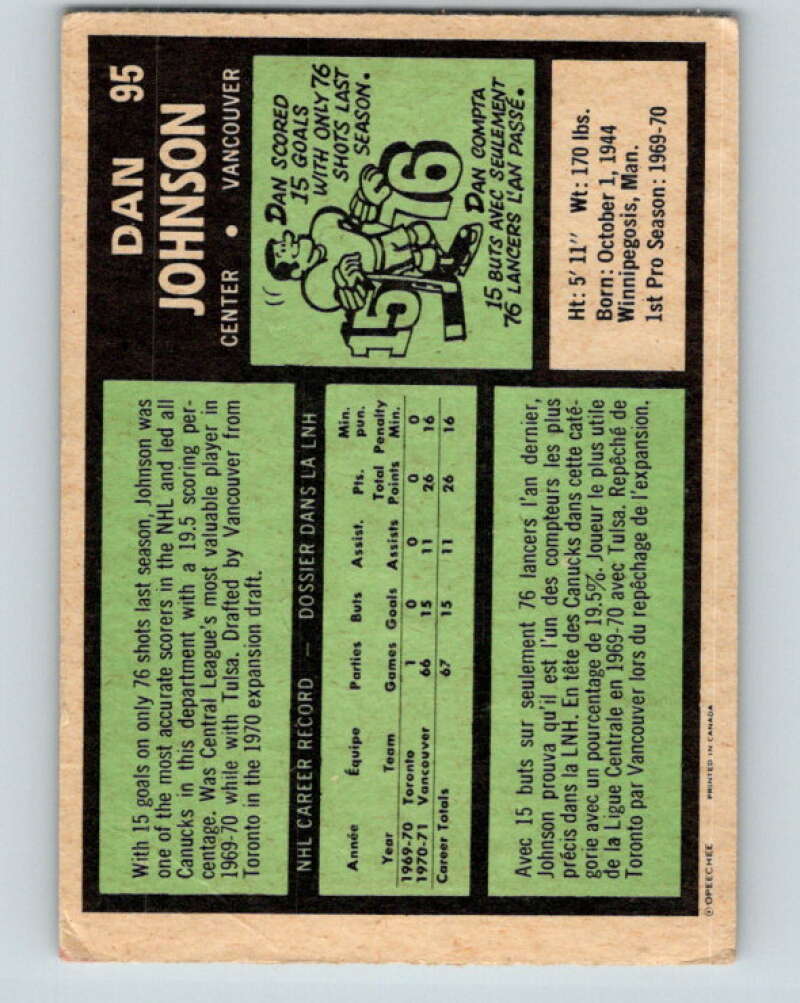 DAN 95
JOHNSON
CENTER • VANCOUVER
DAN SCORED
15 GOALS
WITH ONLY 76
SHOTS LAST
SEASON.
15
76
DAN COMPTA
15 BUTS AVEC SEULEMENT
76 LANCERS L'AN PASSÉ.
Ht: 5' 11" Wt: 170 lbs.
Born: October 1, 1944
Winnipegosis, Man.
1st Pro Season: 1969-70
With 15 goals on only 76 shots last season, Johnson was
one of the most accurate scorers in the NHL and led all
Canucks in this department with a 19.5 scoring per-
centage. Was Central League's most valuable player in
1969-70 while with Tulsa. Drafted by Vancouver from
Toronto in the 1970 expansion draft.
NHL CAREER RECORD — DOSSIER DANS LA LNH
Min.
Année Équipe Parties Buts Assist. Pts. pun.
Total Penalty
Year Team Games Goals Assists Points Min.
1969-70 Toronto 1 0 0 0 0
1970-71 Vancouver 66 15 11 26 16
Career Totals 67 15 11 26 16
Avec 15 buts sur seulement 76 lancers l'an dernier,
Johnson prouva qu'il est l'un des compteurs les plus
précis dans la LNH. En tête des Canucks dans cette caté-
gorie avec un pourcentage de 19.5%. Joueur le plus utile
de la Ligue Centrale en 1969-70 avec Tulsa. Repêché de
Toronto par Vancouver lors du repêchage de l'expansion.
©OPEECHEE PRINTED IN CANADA